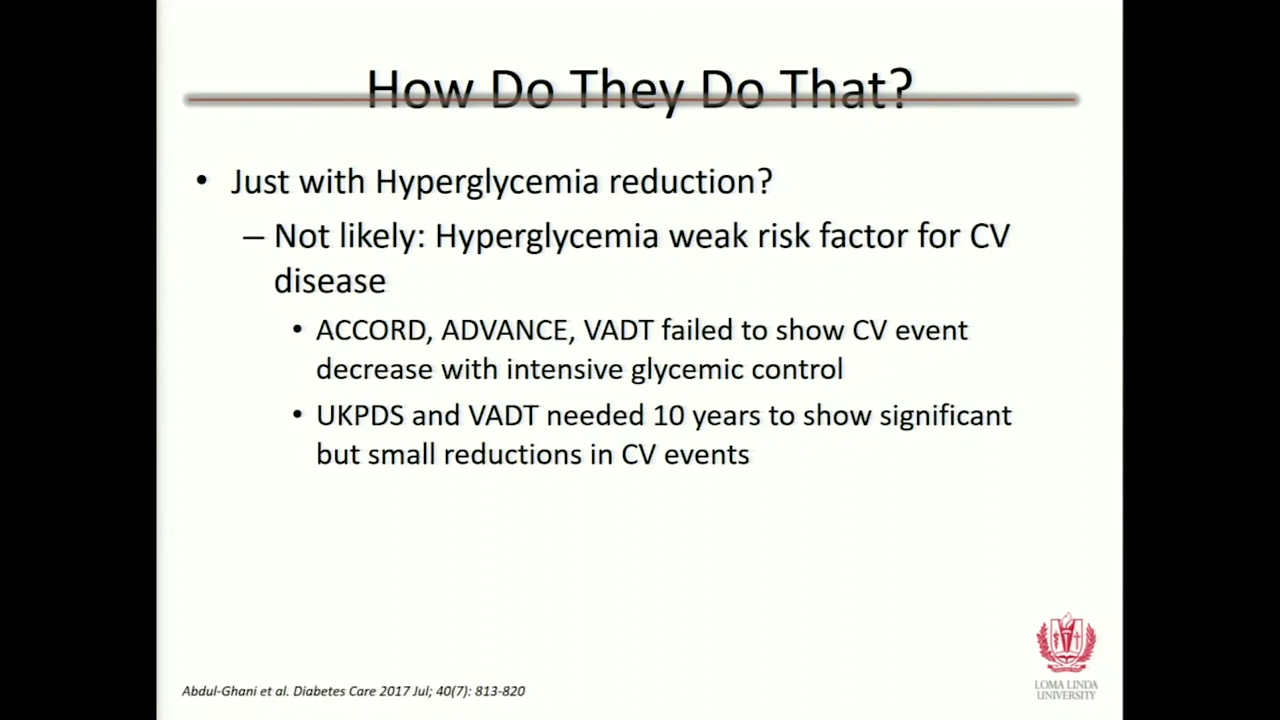 How Do They Do That?
• Just with Hyperglycemia reduction?
– Not likely: Hyperglycemia weak risk factor for CV
disease
• ACCORD, ADVANCE, VADT failed to show CV event
decrease with intensive glycemic control
• UKPDS and VADT needed 10 years to show significant
but small reductions in CV events
LOMA LINDA
UNIVERSITY
Abdul-Ghani et al. Diabetes Care 2017 Jul; 40(7): 813-820